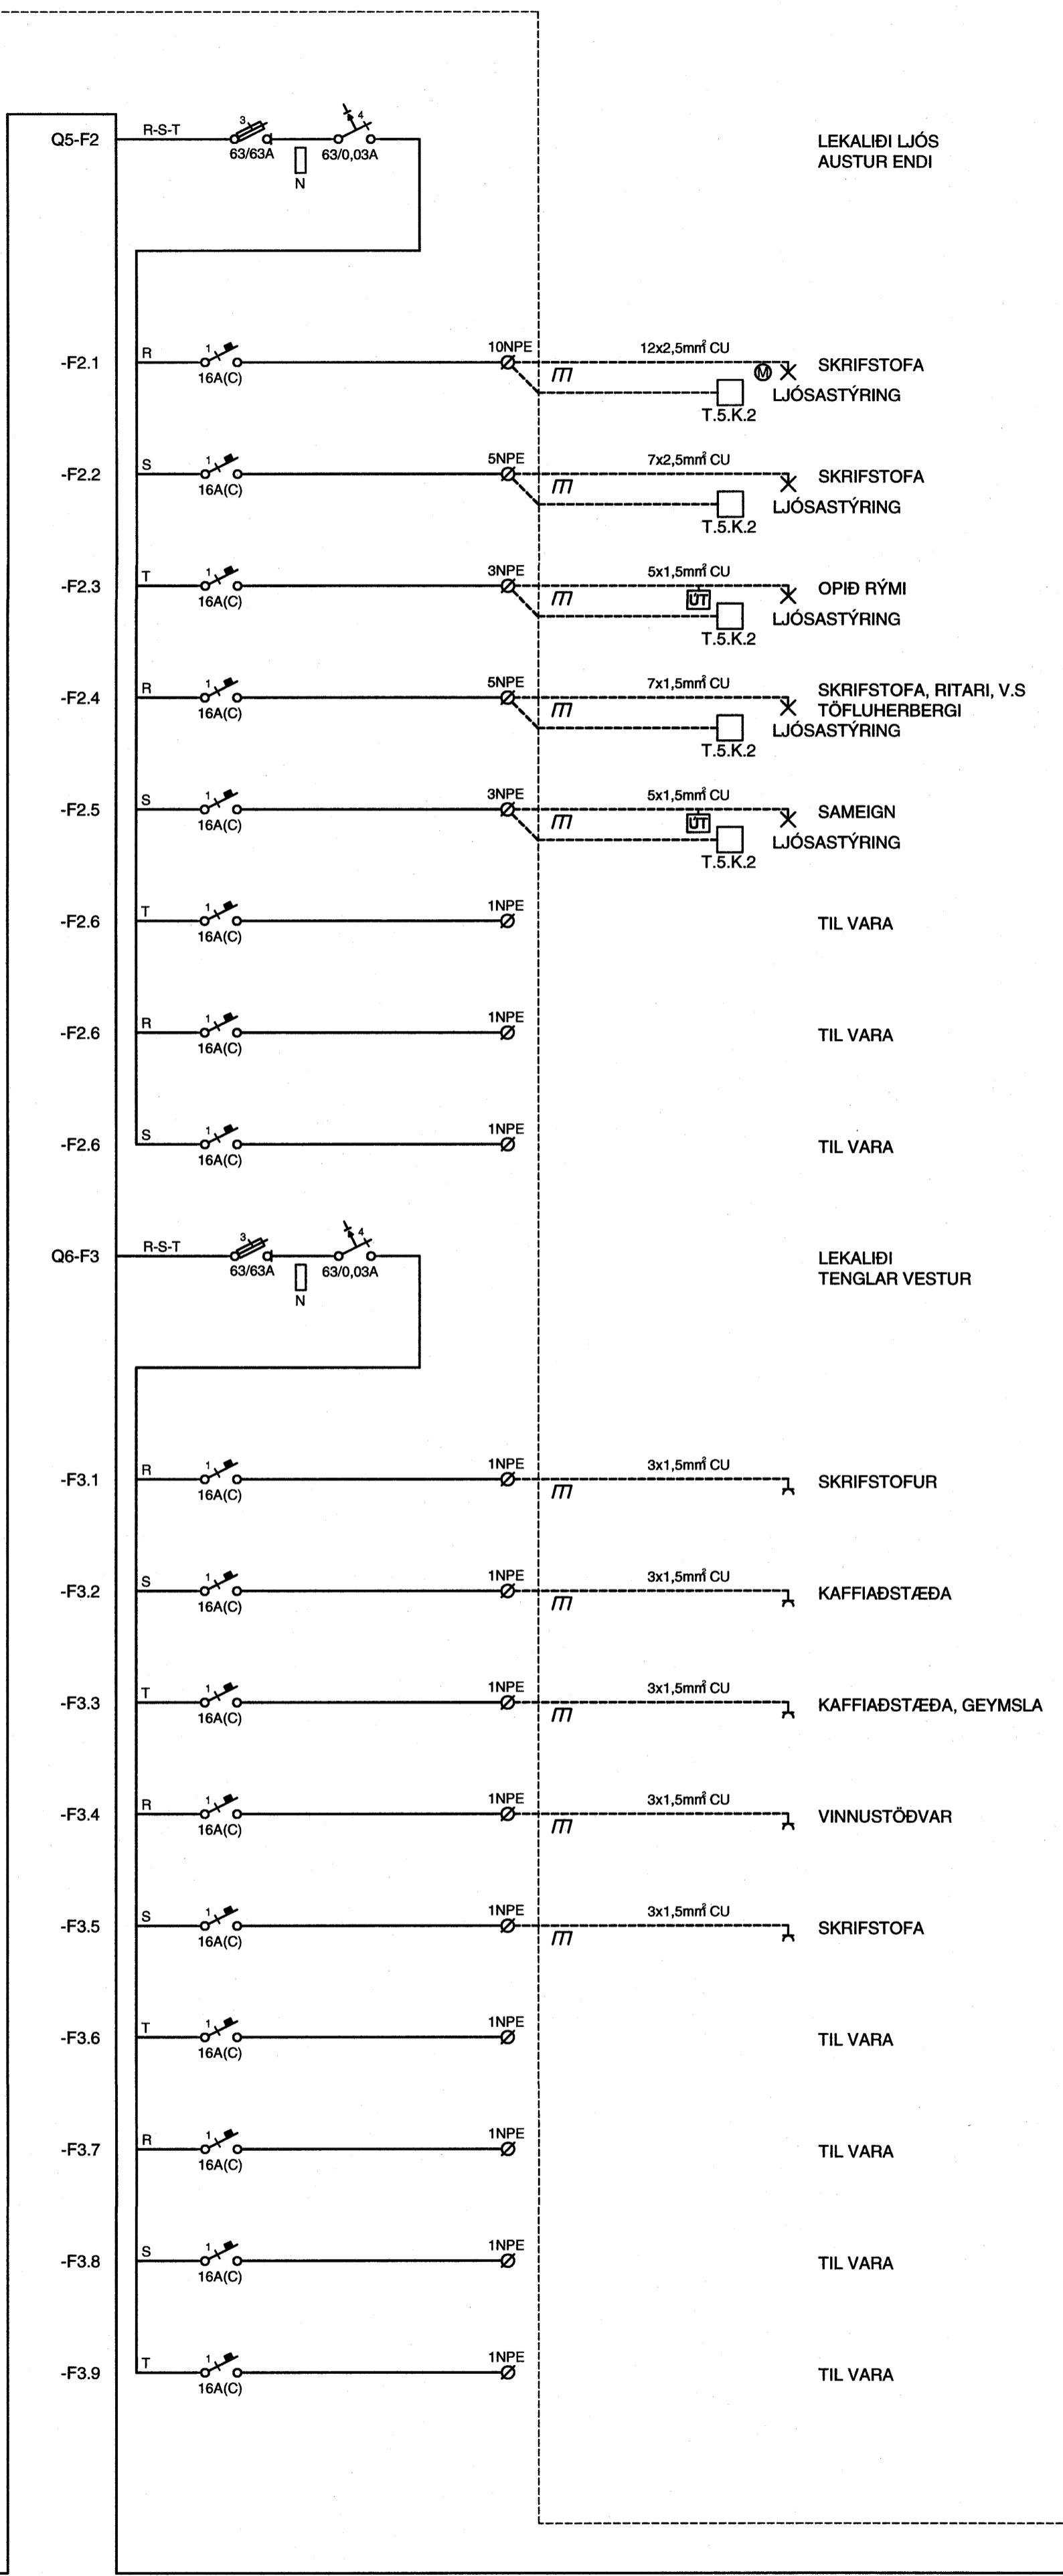 Q5-F2 R-S-T 3 4 LEKALIÐI LJÓS
63/63A 63/0,03A AUSTUR ENDI
N
-F2.1 R 1 10NPE 12x2,5mm² CU M SKRIFSTOFA
16A(C) LJÓSASTÝRING
T.5.K.2
-F2.2 S 1 5NPE 7x2,5mm² CU SKRIFSTOFA
16A(C) LJÓSASTÝRING
T.5.K.2
-F2.3 T 1 3NPE 5x1,5mm² CU OPIÐ RÝMI
16A(C) ÚT LJÓSASTÝRING
T.5.K.2
-F2.4 R 1 5NPE 7x1,5mm² CU SKRIFSTOFA, RITARI, V.S
16A(C) TÖFLUHERBERGI
LJÓSASTÝRING
T.5.K.2
-F2.5 S 1 3NPE 5x1,5mm² CU SAMEIGN
16A(C) ÚT LJÓSASTÝRING
T.5.K.2
-F2.6 T 1 1NPE TIL VARA
16A(C)
-F2.6 R 1 1NPE TIL VARA
16A(C)
-F2.6 S 1 1NPE TIL VARA
16A(C)
Q6-F3 R-S-T 3 4 LEKALIÐI
63/63A 63/0,03A TENGLAR VESTUR
N
-F3.1 R 1 1NPE 3x1,5mm² CU SKRIFSTOFUR
16A(C)
-F3.2 S 1 1NPE 3x1,5mm² CU KAFFIAÐSTÆÐA
16A(C)
-F3.3 T 1 1NPE 3x1,5mm² CU KAFFIAÐSTÆÐA, GEYMSLA
16A(C)
-F3.4 R 1 1NPE 3x1,5mm² CU VINNUSTÖÐVAR
16A(C)
-F3.5 S 1 1NPE 3x1,5mm² CU SKRIFSTOFA
16A(C)
-F3.6 T 1 1NPE TIL VARA
16A(C)
-F3.7 R 1 1NPE TIL VARA
16A(C)
-F3.8 S 1 1NPE TIL VARA
16A(C)
-F3.9 T 1 1NPE TIL VARA
16A(C)